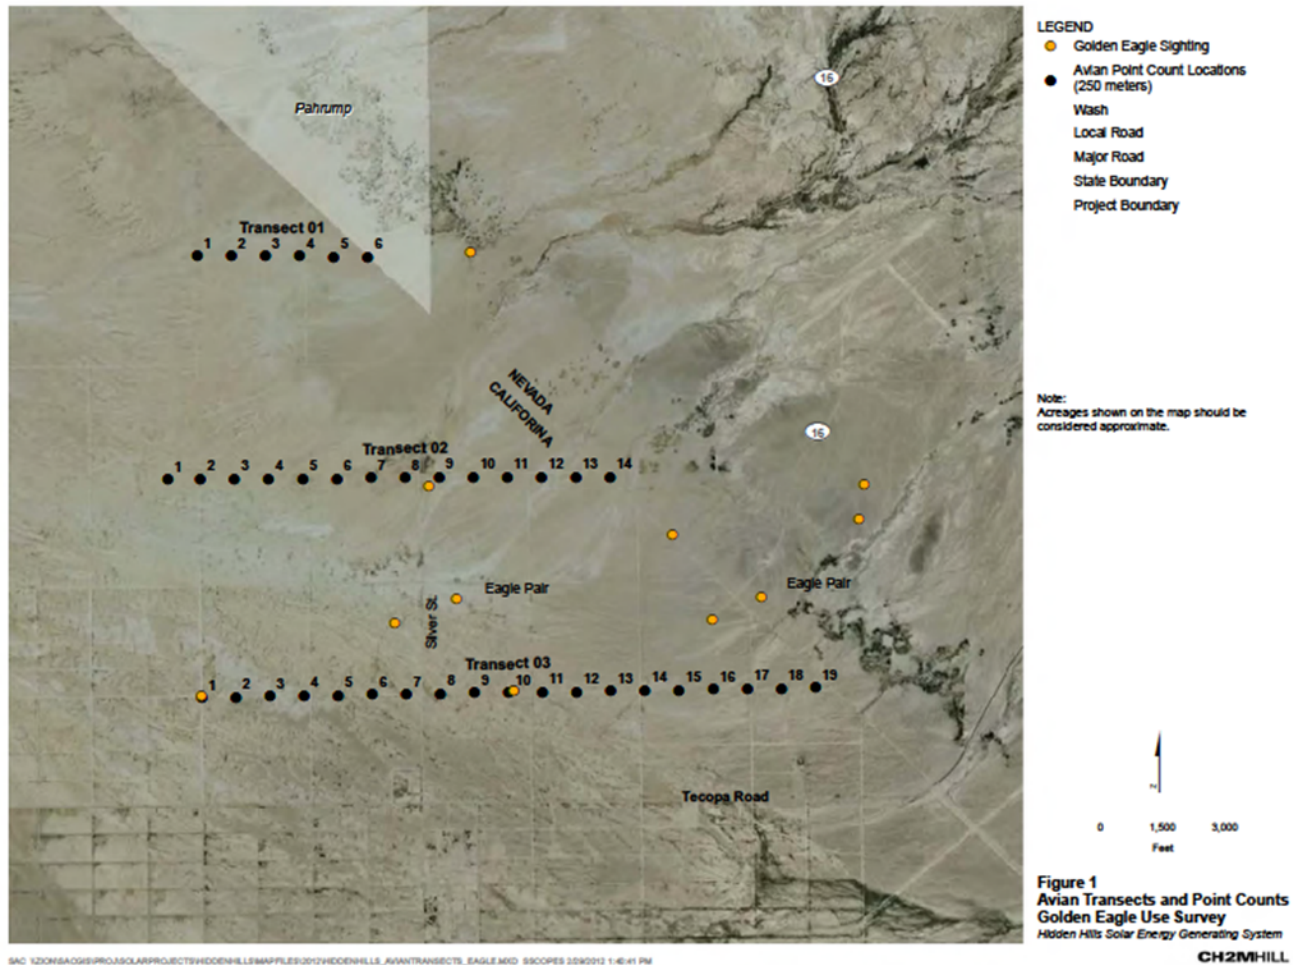 LEGEND
Golden Eagle Sighting
Avian Point Count Locations
(250 meters)
Wash
Local Road
Major Road
State Boundary
Project Boundary
16
Pahrump
Transect 01
1 2 3 4 5 6
NEVADA
CALIFORINA
Note:
Acreages shown on the map should be
considered approximate.
16
Transect 02
1 2 3 4 5 6 7 8 9 10 11 12 13 14
Eagle Pair
Eagle Pair
Silver St.
Transect 03
1 2 3 4 5 6 7 8 9 10 11 12 13 14 15 16 17 18 19
Tecopa Road
N
0 1,500 3,000
Feet
Figure 1
Avian Transects and Point Counts
Golden Eagle Use Survey
Hidden Hills Solar Energy Generating System
CH2MHILL